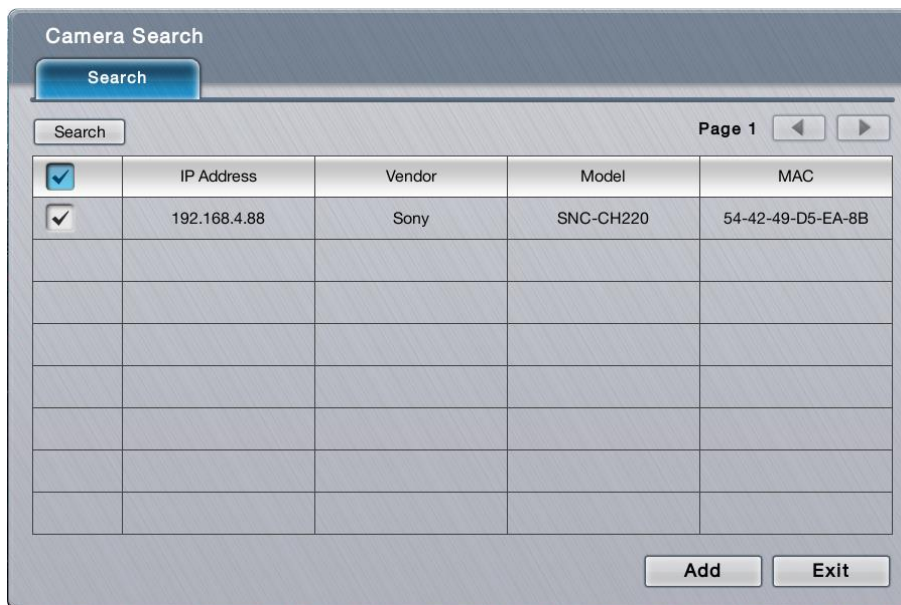 Camera Search
Search
Search Page 1
IP Address Vendor Model MAC
192.168.4.88 Sony SNC-CH220 54-42-49-D5-EA-8B
Add Exit